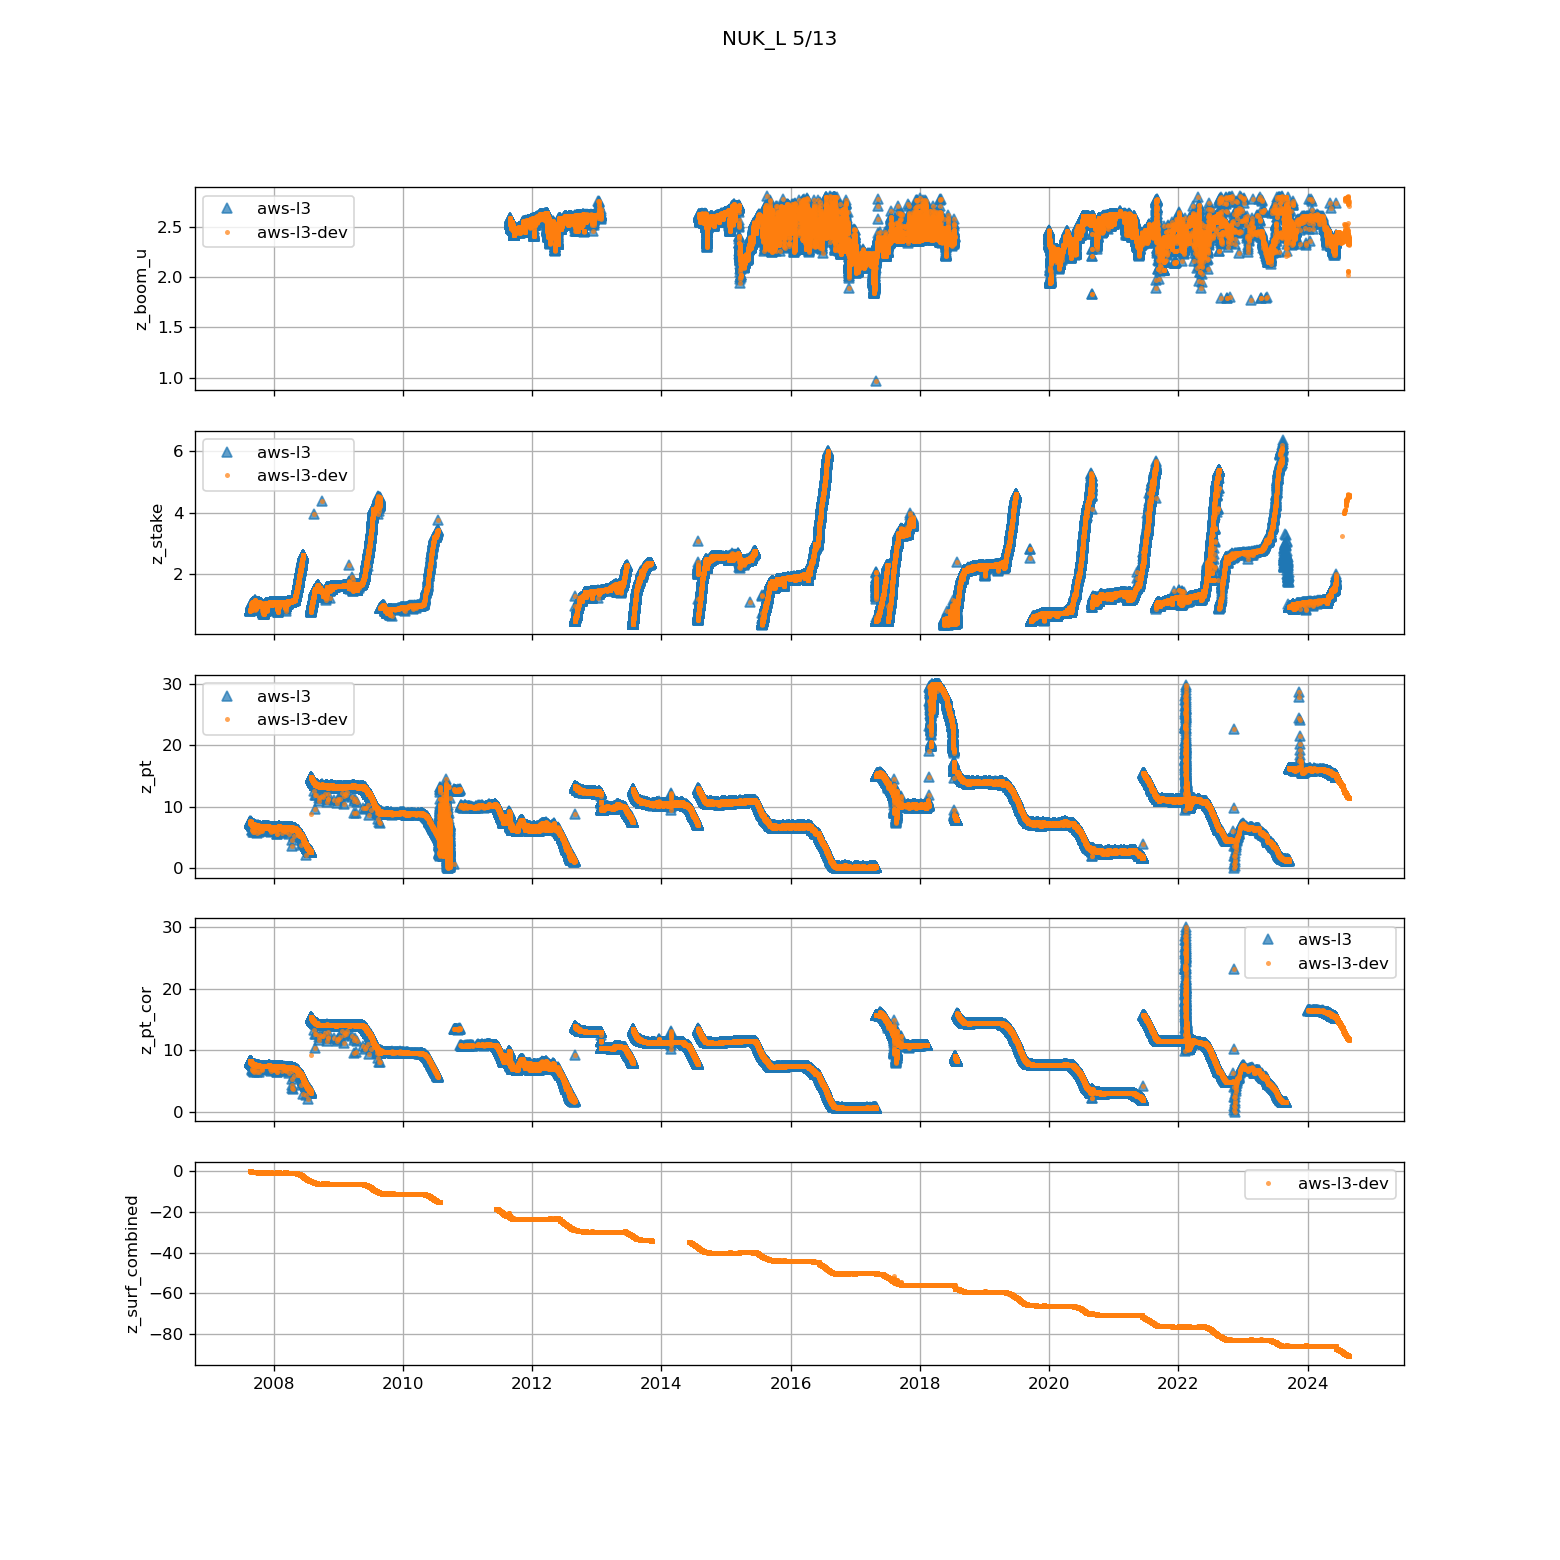 NUK_L 5/13
aws-l3
aws-l3-dev
z_boom_u
2.5
2.0
1.5
1.0
aws-l3
aws-l3-dev
z_stake
6
4
2
aws-l3
aws-l3-dev
z_pt
30
20
10
0
aws-l3
aws-l3-dev
z_pt_cor
30
20
10
0
aws-l3-dev
z_surf_combined
0
−20
−40
−60
−80
2008 2010 2012 2014 2016 2018 2020 2022 2024